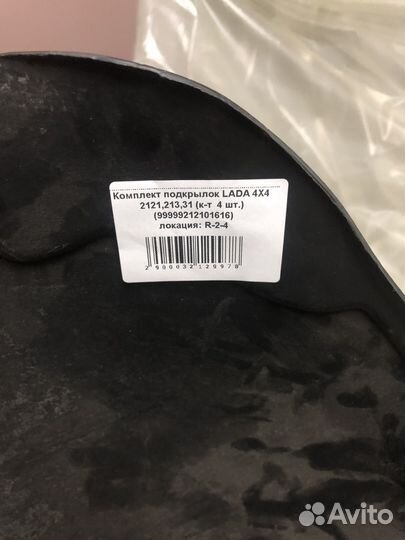 Комплект подкрылок LADA 4X4
2121,213,31 (к-т 4 шт.)
(99999212101616)
локация: R-2-4
2900032129978
Avito